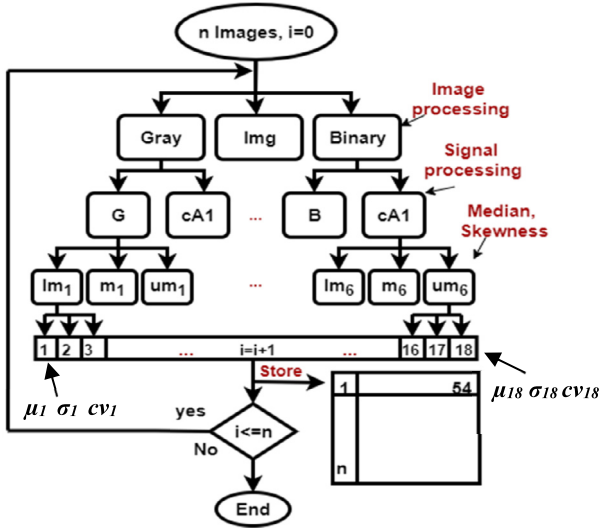 n Images, i=0
Image
processing
Gray Img Binary
Signal
processing
G cA1 ... B cA1
Median,
Skewness
lm1 m1 um1 ... lm6 m6 um6
1 2 3 ... i=i+1 ... 16 17 18
Store
1 54
μ1 σ1 cv1
μ18 σ18 cv18
yes
i<=n
No
n
End